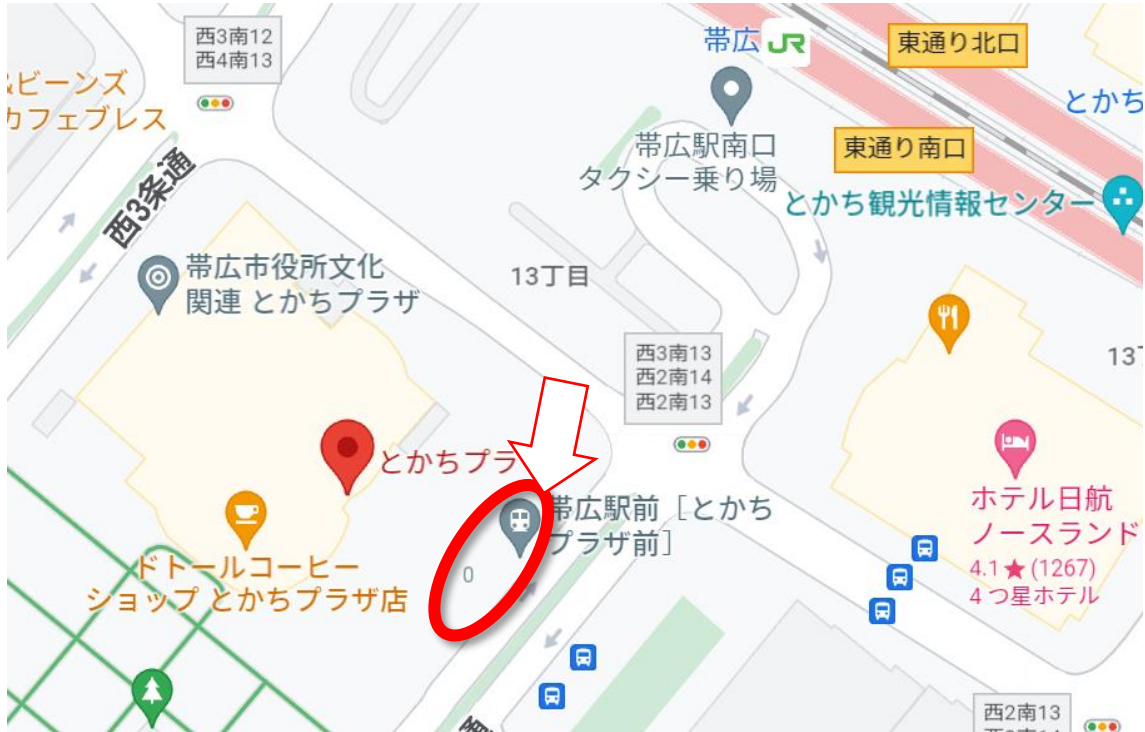 西3南12
西4南13
帯広 JR
東通り北口
ビーンズ
カフェブレス
とかち
帯広駅南口
タクシー乗り場
東通り南口
西3条通
とかち観光情報センター
帯広市役所文化
関連 とかちプラザ
13丁目
西3南13
西2南14
西2南13
13丁
とかちプラ
帯広駅前［とかち
プラザ前］
ホテル日航
ノースランド
4.1★(1267)
4つ星ホテル
0
ドトールコーヒー
ショップ とかちプラザ店
西2南13